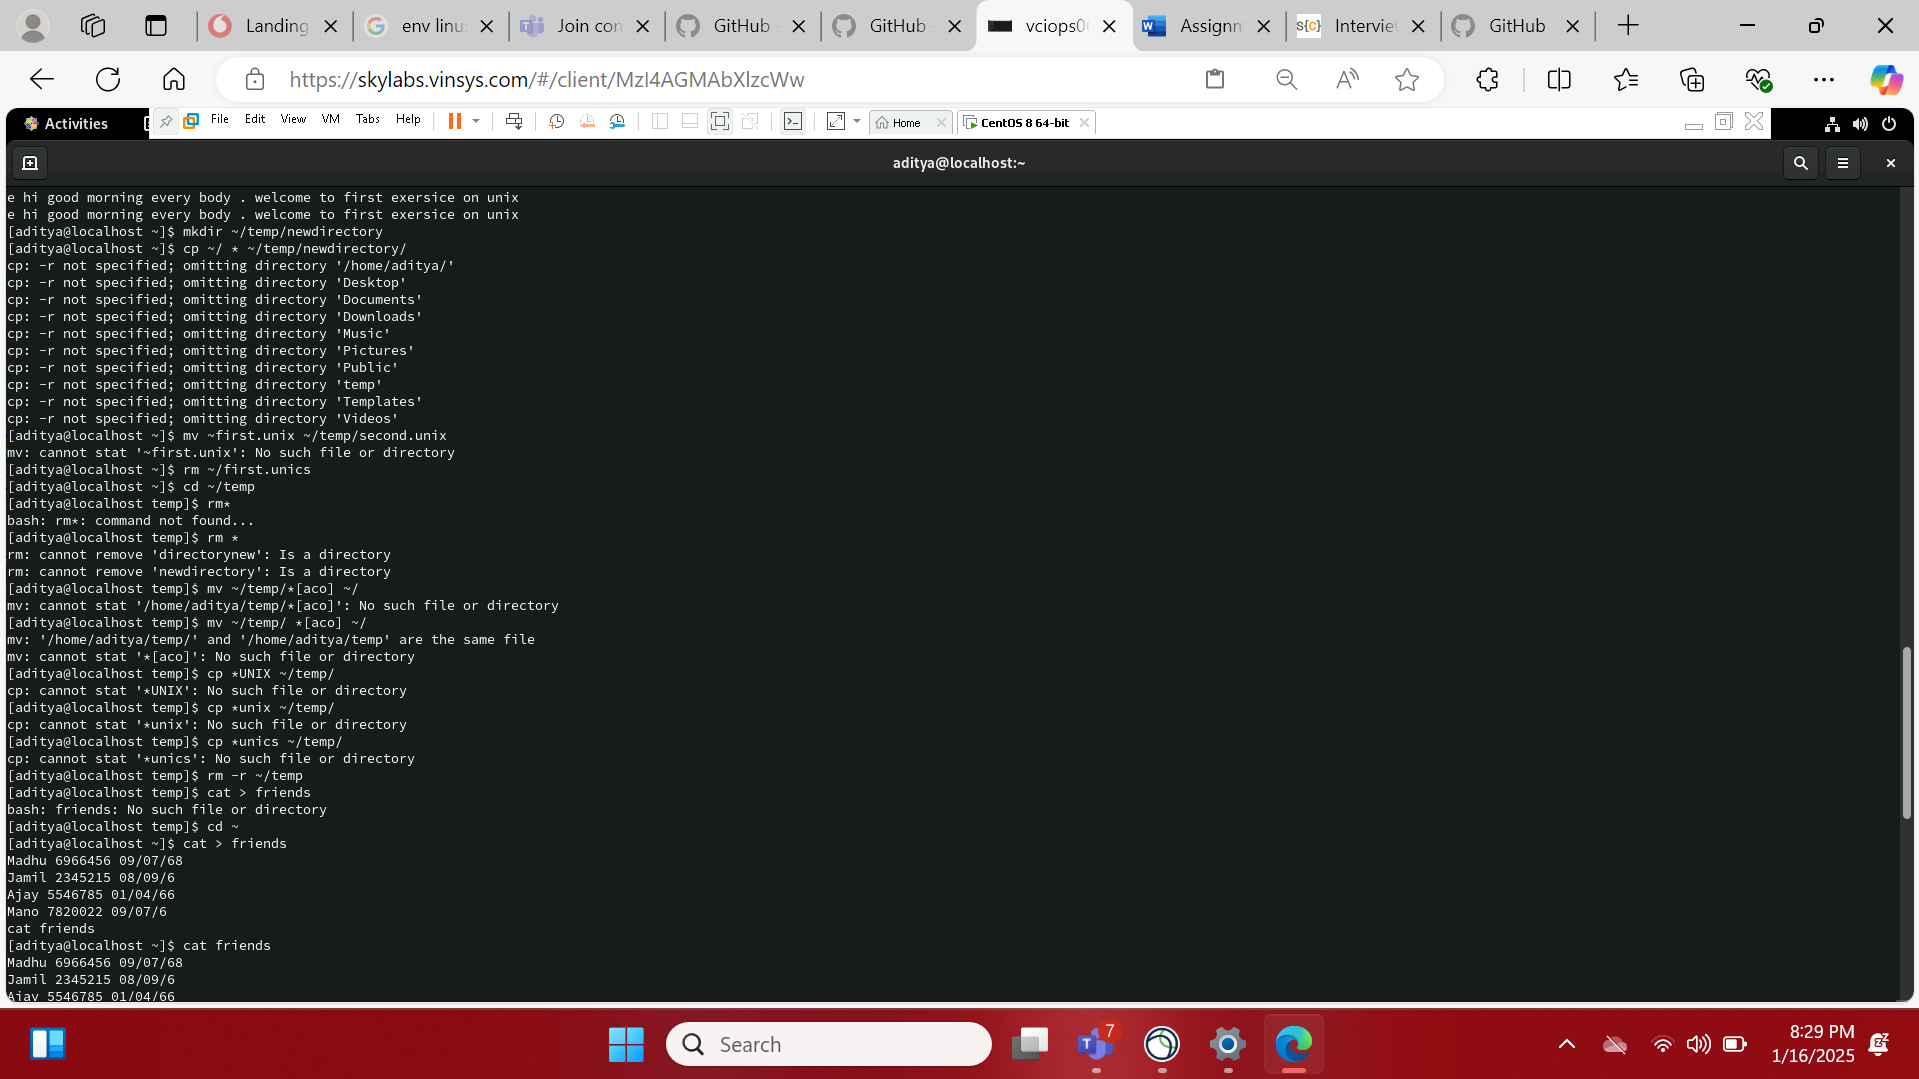 Landing
env linu
Join con
GitHub
GitHub
vciops0
Assignm
S{C}
Intervie
GitHub
https://skylabs.vinsys.com/#/client/MzI4AGMAbXlzcWw
Activities
File Edit View VM Tabs Help
Home
CentOS 8 64-bit
aditya@localhost:~
e hi good morning every body . welcome to first exersice on unix
e hi good morning every body . welcome to first exersice on unix
[aditya@localhost ~]$ mkdir ~/temp/newdirectory
[aditya@localhost ~]$ cp ~/ * ~/temp/newdirectory/
cp: -r not specified; omitting directory '/home/aditya/'
cp: -r not specified; omitting directory 'Desktop'
cp: -r not specified; omitting directory 'Documents'
cp: -r not specified; omitting directory 'Downloads'
cp: -r not specified; omitting directory 'Music'
cp: -r not specified; omitting directory 'Pictures'
cp: -r not specified; omitting directory 'Public'
cp: -r not specified; omitting directory 'temp'
cp: -r not specified; omitting directory 'Templates'
cp: -r not specified; omitting directory 'Videos'
[aditya@localhost ~]$ mv ~first.unix ~/temp/second.unix
mv: cannot stat '~first.unix': No such file or directory
[aditya@localhost ~]$ rm ~/first.unics
[aditya@localhost ~]$ cd ~/temp
[aditya@localhost temp]$ rm*
bash: rm*: command not found...
[aditya@localhost temp]$ rm *
rm: cannot remove 'directorynew': Is a directory
rm: cannot remove 'newdirectory': Is a directory
[aditya@localhost temp]$ mv ~/temp/*[aco] ~/
mv: cannot stat '/home/aditya/temp/*[aco]': No such file or directory
[aditya@localhost temp]$ mv ~/temp/ *[aco] ~/
mv: '/home/aditya/temp/' and '/home/aditya/temp' are the same file
mv: cannot stat '*[aco]': No such file or directory
[aditya@localhost temp]$ cp *UNIX ~/temp/
cp: cannot stat '*UNIX': No such file or directory
[aditya@localhost temp]$ cp *unix ~/temp/
cp: cannot stat '*unix': No such file or directory
[aditya@localhost temp]$ cp *unics ~/temp/
cp: cannot stat '*unics': No such file or directory
[aditya@localhost temp]$ rm -r ~/temp
[aditya@localhost temp]$ cat > friends
bash: friends: No such file or directory
[aditya@localhost temp]$ cd ~
[aditya@localhost ~]$ cat > friends
Madhu 6966456 09/07/68
Jamil 2345215 08/09/6
Ajay 5546785 01/04/66
Mano 7820022 09/07/6
cat friends
[aditya@localhost ~]$ cat friends
Madhu 6966456 09/07/68
Jamil 2345215 08/09/6
Ajay 5546785 01/04/66
Search
7
8:29 PM
1/16/2025